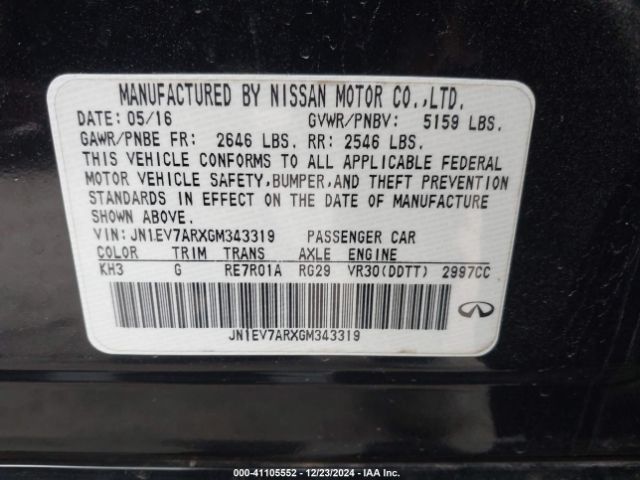 MANUFACTURED BY NISSAN MOTOR CO.,LTD.
DATE: 05/16 GVWR/PNBV: 5159 LBS.
GAWR/PNBE FR: 2646 LBS. RR: 2546 LBS.
THIS VEHICLE CONFORMS TO ALL APPLICABLE FEDERAL
MOTOR VEHICLE SAFETY,BUMPER,AND THEFT PREVENTION
STANDARDS IN EFFECT ON THE DATE OF MANUFACTURE
SHOWN ABOVE.
VIN: JN1EV7ARXGM343319 PASSENGER CAR
COLOR TRIM TRANS AXLE ENGINE
KH3 G RE7R01A RG29 VR30(DDTT) 2997CC
JN1EV7ARXGM343319
000-41105552 - 12/23/2024 - IAA Inc.